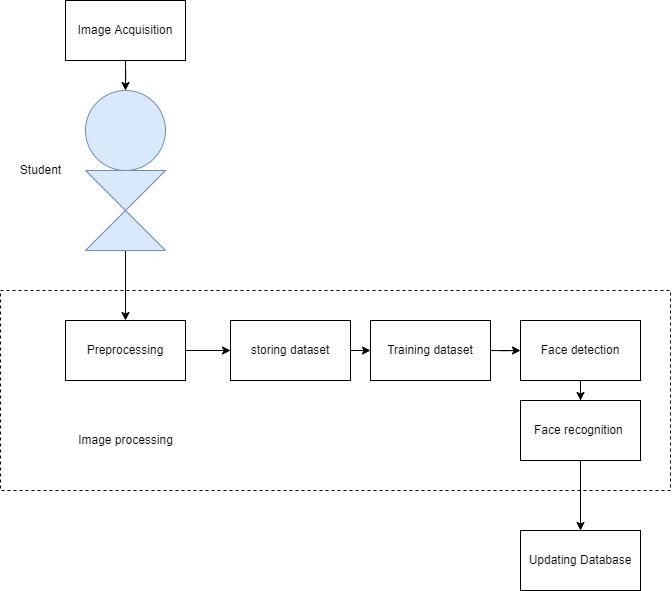 Image Acquisition
Student
Preprocessing
storing dataset
Training dataset
Face detection
Face recognition
Image processing
Updating Database